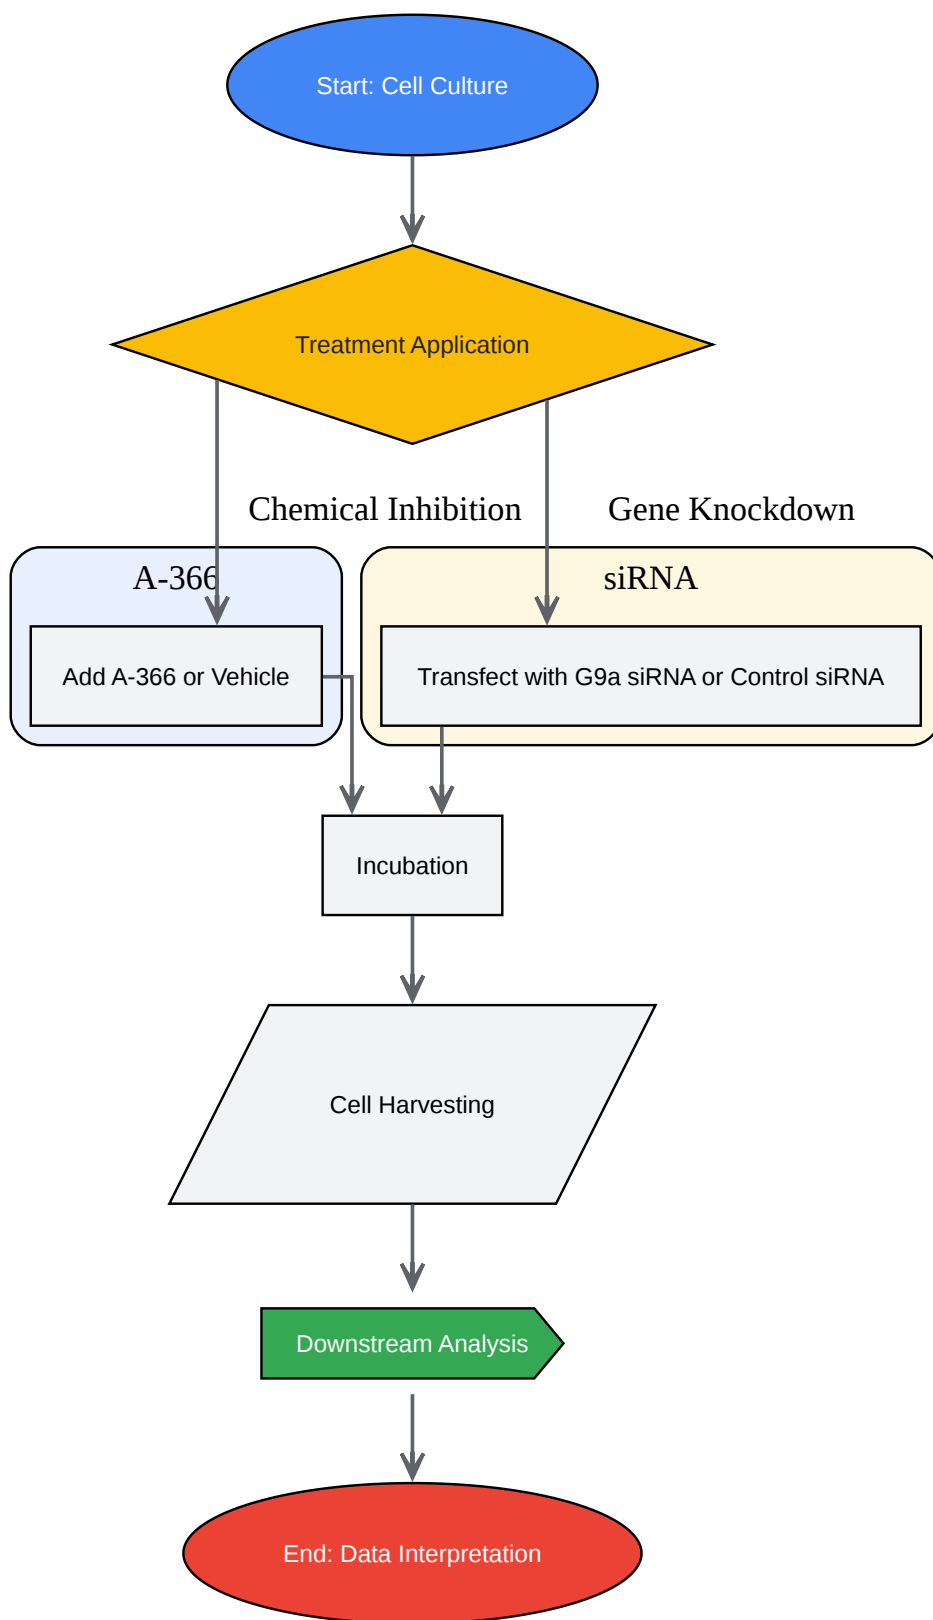 Start: Cell Culture
Treatment Application
Chemical Inhibition
Gene Knockdown
A-366
siRNA
Add A-366 or Vehicle
Transfect with G9a siRNA or Control siRNA
Incubation
Cell Harvesting
Downstream Analysis
End: Data Interpretation